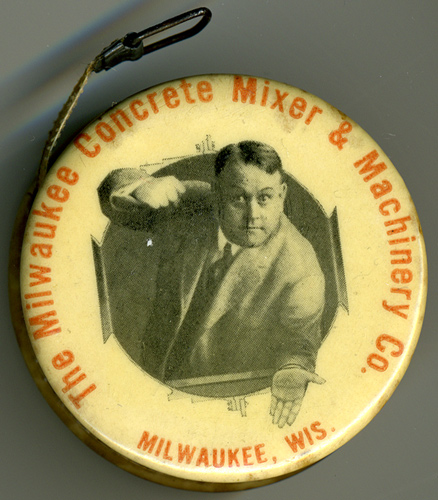 The Milwaukee Concrete Mixer & Machinery Co.
MILWAUKEE, WIS.